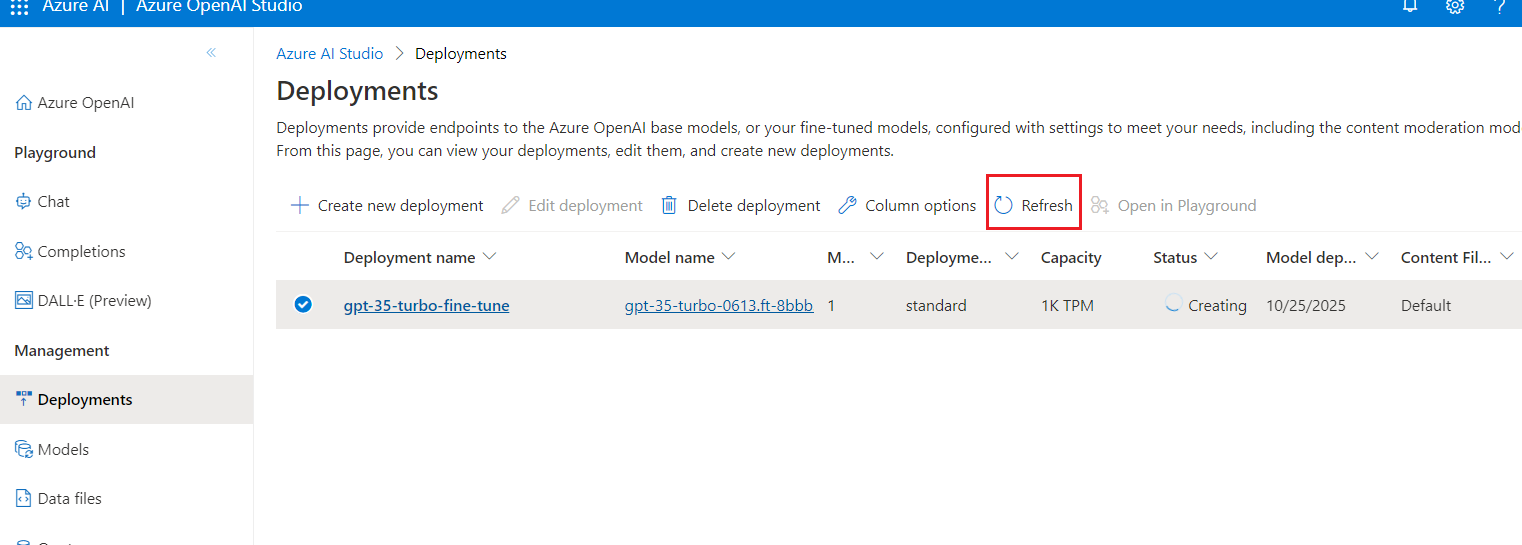 Azure AI | Azure OpenAI Studio ?
Azure AI Studio > Deployments
Azure OpenAI
Playground
Chat
Completions
DALL·E (Preview)
Management
Deployments
Models
Data files
Deployments
Deployments provide endpoints to the Azure OpenAI base models, or your fine-tuned models, configured with settings to meet your needs, including the content moderation mod
From this page, you can view your deployments, edit them, and create new deployments.
Create new deployment Edit deployment Delete deployment Column options Refresh Open in Playground
Deployment name Model name M... Deployme... Capacity Status Model dep... Content Fil...
gpt-35-turbo-fine-tune gpt-35-turbo-0613.ft-8bbb 1 standard 1K TPM Creating 10/25/2025 Default